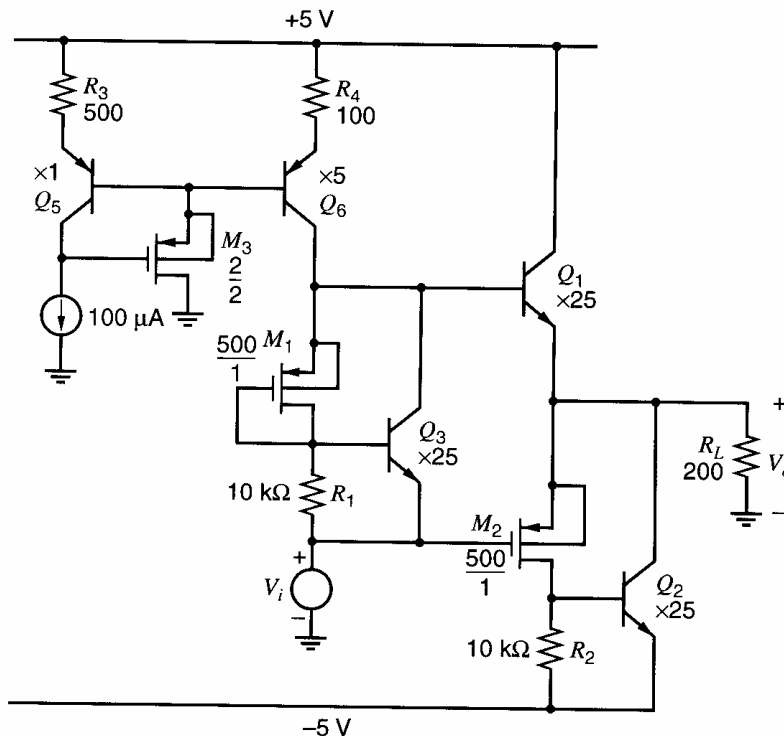 +5 V
R3
500
R4
100
×1
Q5
×5
Q6
M3
2
2
100 μA
Q1
×25
500
1
M1
Q3
×25
+
RL
200
V
–
10 kΩ
R1
M2
500
1
+
Vi
–
Q2
×25
10 kΩ
R2
–5 V